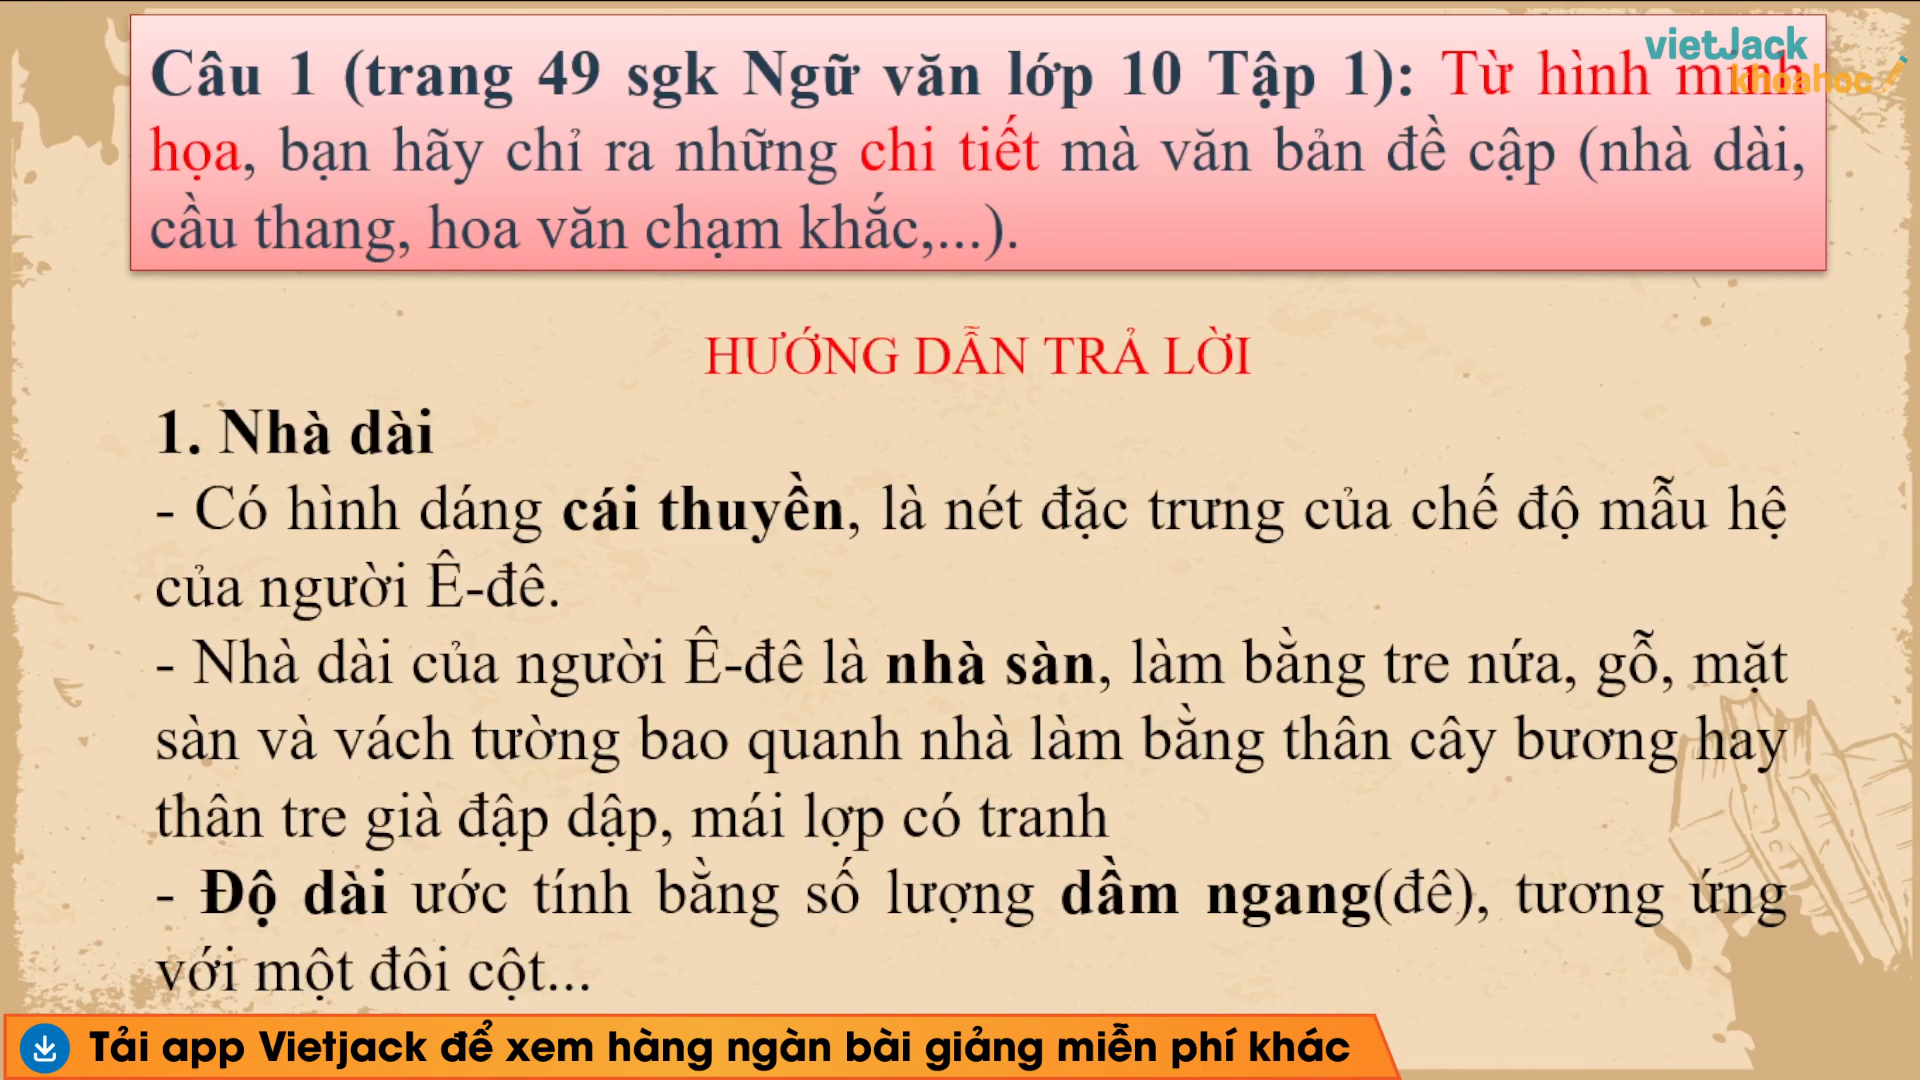 vietJack
khoahoc
Câu 1 (trang 49 sgk Ngữ văn lớp 10 Tập 1): Từ hình minh
họa, bạn hãy chỉ ra những chi tiết mà văn bản đề cập (nhà dài,
cầu thang, hoa văn chạm khắc,...).
HƯỚNG DẪN TRẢ LỜI
1. Nhà dài
- Có hình dáng cái thuyền, là nét đặc trưng của chế độ mẫu hệ
của người Ê-đê.
- Nhà dài của người Ê-đê là nhà sàn, làm bằng tre nứa, gỗ, mặt
sàn và vách tường bao quanh nhà làm bằng thân cây bương hay
thân tre già đập dập, mái lợp có tranh
- Độ dài ước tính bằng số lượng dầm ngang(đê), tương ứng
với một đôi cột...
Tải app Vietjack để xem hàng ngàn bài giảng miễn phí khác